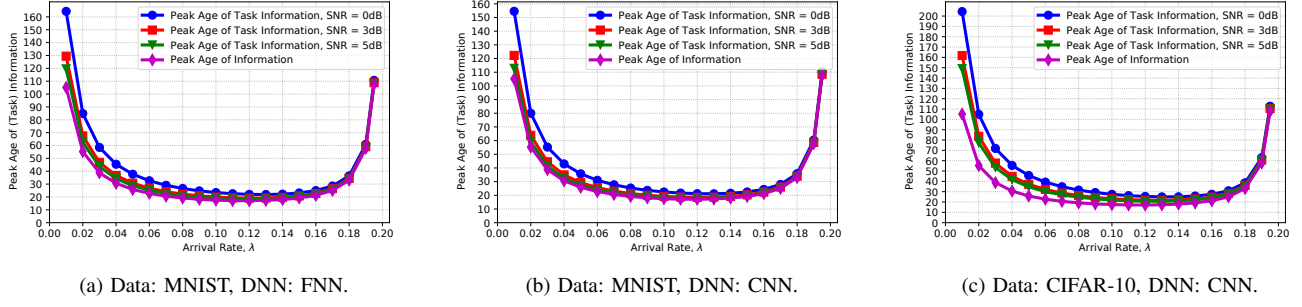 Peak Age of (Task) Information
160
150
140
130
120
110
100
90
80
70
60
50
40
30
20
10
0
Peak Age of Task Information, SNR = 0dB
Peak Age of Task Information, SNR = 3dB
Peak Age of Task Information, SNR = 5dB
Peak Age of Information
0.00 0.02 0.04 0.06 0.08 0.10 0.12 0.14 0.16 0.18 0.20
Arrival Rate, λ
(a) Data: MNIST, DNN: FNN.
Peak Age of (Task) Information
160
150
140
130
120
110
100
90
80
70
60
50
40
30
20
10
0
Peak Age of Task Information, SNR = 0dB
Peak Age of Task Information, SNR = 3dB
Peak Age of Task Information, SNR = 5dB
Peak Age of Information
0.00 0.02 0.04 0.06 0.08 0.10 0.12 0.14 0.16 0.18 0.20
Arrival Rate, λ
(b) Data: MNIST, DNN: CNN.
Peak Age of (Task) Information
200
190
180
170
160
150
140
130
120
110
100
90
80
70
60
50
40
30
20
10
0
Peak Age of Task Information, SNR = 0dB
Peak Age of Task Information, SNR = 3dB
Peak Age of Task Information, SNR = 5dB
Peak Age of Information
0.00 0.02 0.04 0.06 0.08 0.10 0.12 0.14 0.16 0.18 0.20
Arrival Rate, λ
(c) Data: CIFAR-10, DNN: CNN.